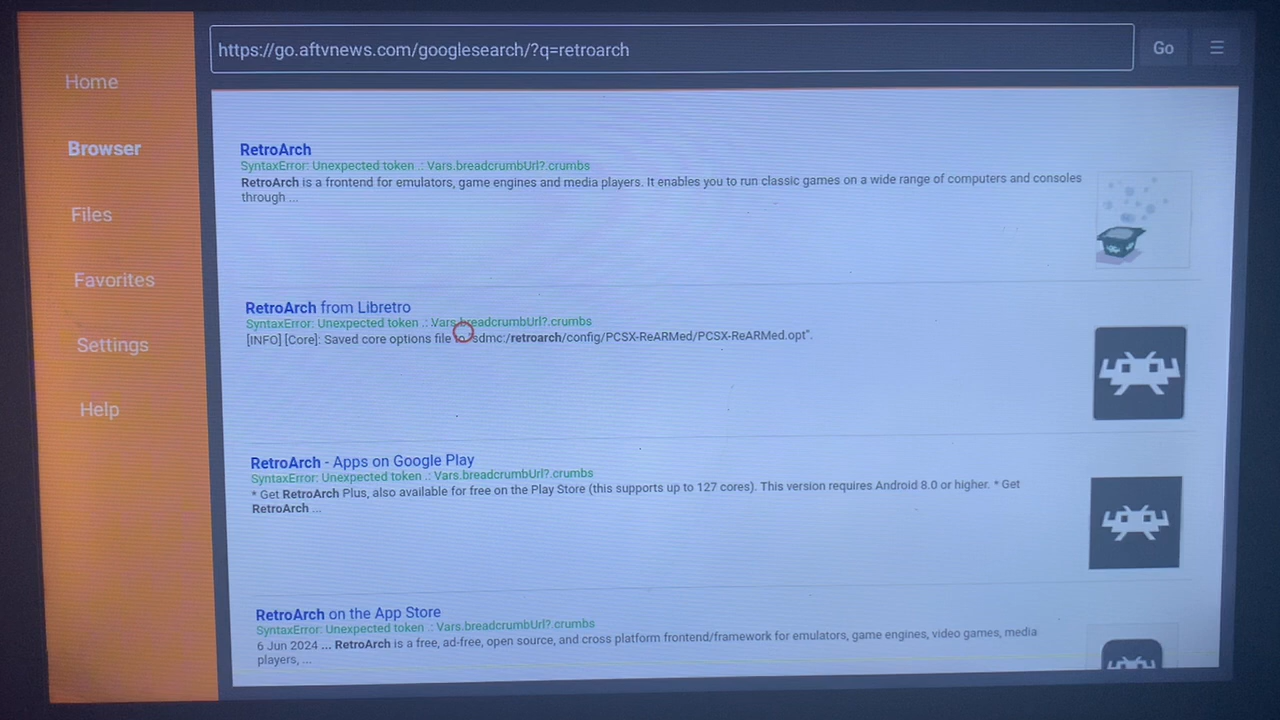 https://go.aftvnews.com/googlesearch/?q=retroarch
Go
Home
Browser
Files
Favorites
Settings
Help
RetroArch
SyntaxError: Unexpected token .: Vars.breadcrumbUrl?.crumbs
RetroArch is a frontend for emulators, game engines and media players. It enables you to run classic games on a wide range of computers and consoles
through ...
RetroArch from Libretro
SyntaxError: Unexpected token .: Vars.breadcrumbUrl?.crumbs
[INFO] [Core]: Saved core options file to "sdmc:/retroarch/config/PCSX-ReARMed/PCSX-ReARMed.opt".
RetroArch - Apps on Google Play
SyntaxError: Unexpected token .: Vars.breadcrumbUrl?.crumbs
* Get RetroArch Plus, also available for free on the Play Store (this supports up to 127 cores). This version requires Android 8.0 or higher. * Get
RetroArch ...
RetroArch on the App Store
SyntaxError: Unexpected token .: Vars.breadcrumbUrl?.crumbs
6 Jun 2024 ... RetroArch is a free, ad-free, open source, and cross platform frontend/framework for emulators, game engines, video games, media
players, ...